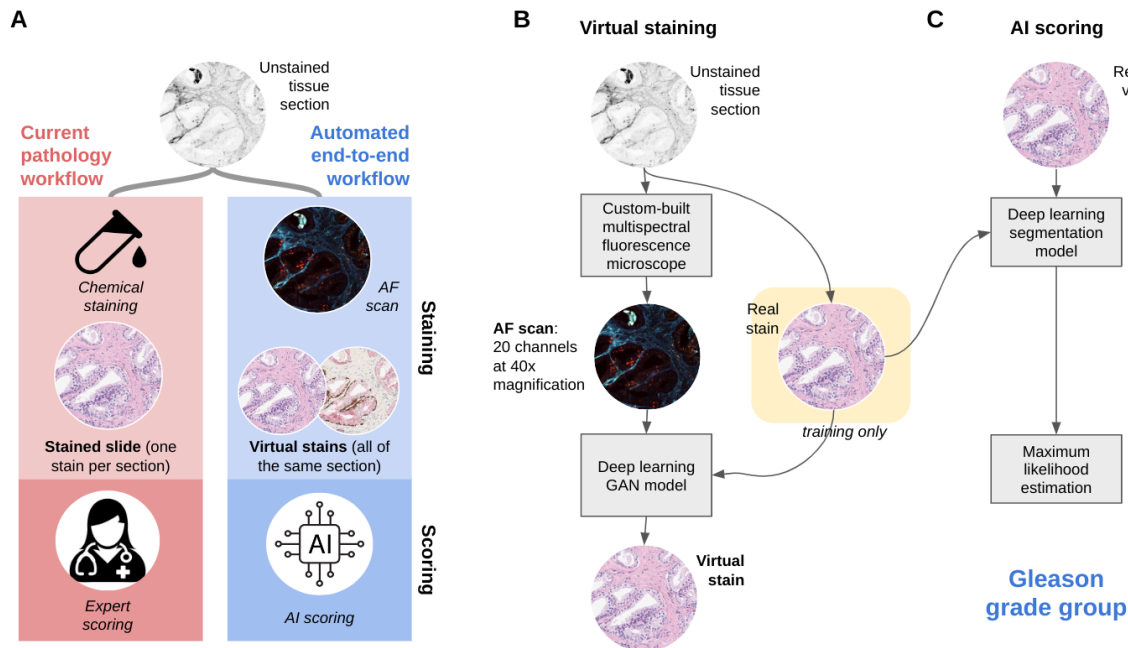 A
Unstained
tissue
section
Current
pathology
workflow
Automated
end-to-end
workflow
Chemical
staining
AF
scan
Stained slide (one
stain per section)
Virtual stains (all of
the same section)
Staining
Expert
scoring
AI
AI scoring
Scoring
B
Virtual staining
Unstained
tissue
section
Custom-built
multispectral
fluorescence
microscope
AF scan:
20 channels
at 40x
magnification
Real
stain
training only
Deep learning
GAN model
Virtual
stain
C
AI scoring
Deep learning
segmentation
model
Maximum
likelihood
estimation
Gleason
grade group